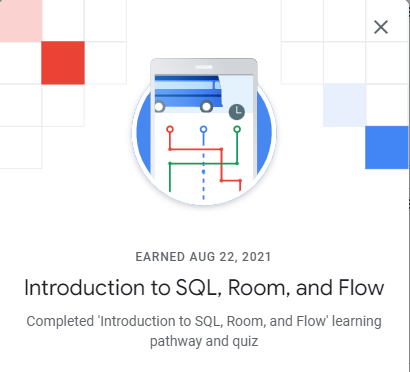 EARNED AUG 22, 2021
Introduction to SQL, Room, and Flow
Completed 'Introduction to SQL, Room, and Flow' learning
pathway and quiz